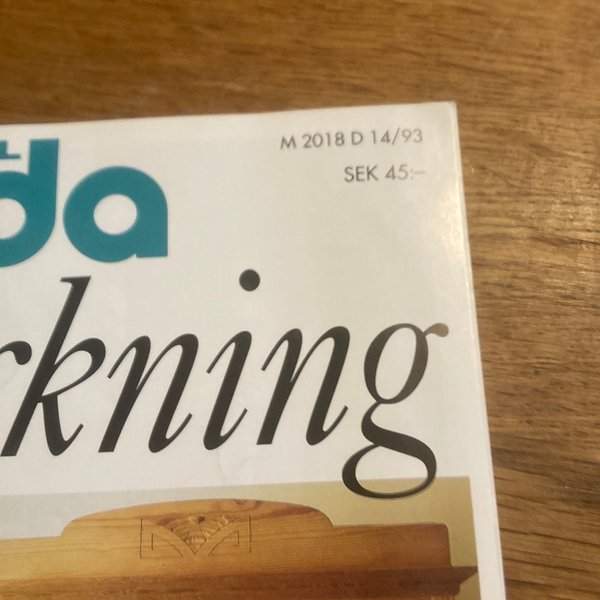 M 2018 D 14/93
SEK 45:-
da
rkning